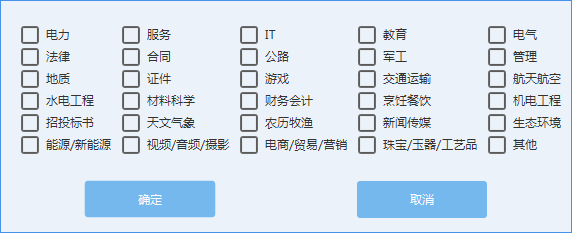 电力 服务 IT 教育 电气
法律 合同 公路 军工 管理
地质 证件 游戏 交通运输 航天航空
水电工程 材料科学 财务会计 烹饪餐饮 机电工程
招投标书 天文气象 农历牧渔 新闻传媒 生态环境
能源/新能源 视频/音频/摄影 电商/贸易/营销 珠宝/玉器/工艺品 其他
确定 取消